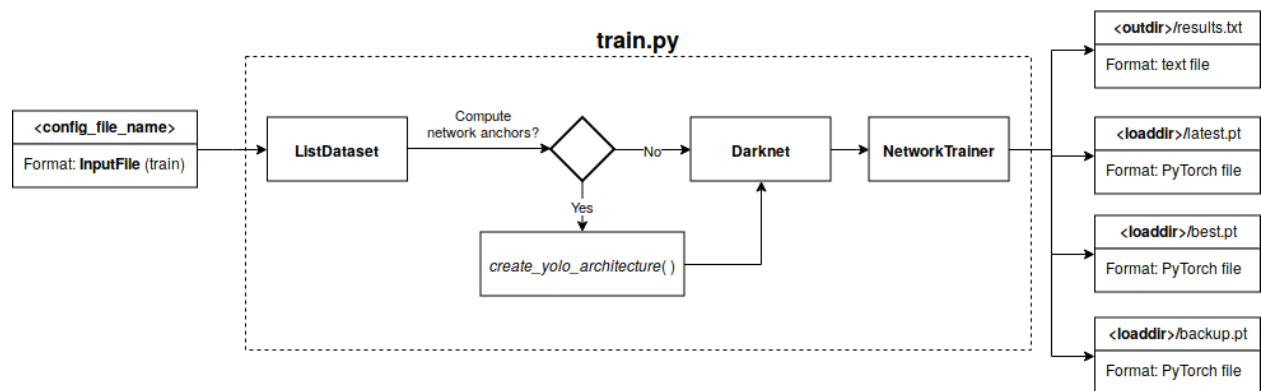 train.py
<config_file_name>
Format: InputFile (train)
ListDataset
Compute
network anchors?
No
Yes
create_yolo_architecture( )
Darknet
NetworkTrainer
<outdir>/results.txt
Format: text file
<loaddir>/latest.pt
Format: PyTorch file
<loaddir>/best.pt
Format: PyTorch file
<loaddir>/backup.pt
Format: PyTorch file